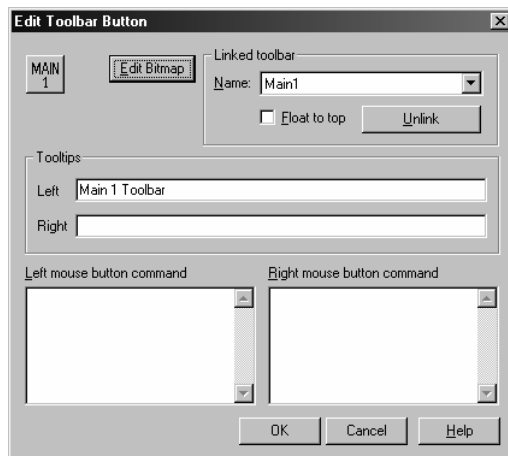 Edit Toolbar Button
MAIN
1
Edit Bitmap
Linked toolbar
Name: Main1
Float to top
Unlink
Tooltips
Left Main 1 Toolbar
Right
Left mouse button command Right mouse button command
OK Cancel Help